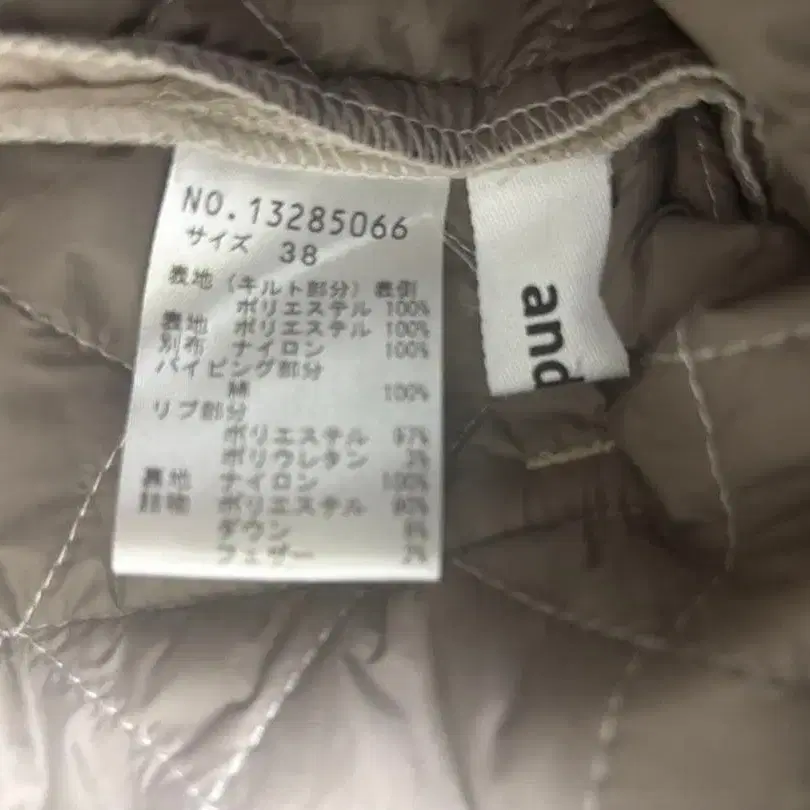 NO.13285066
サイズ 38
表地 (キルト部分) 表側
ポリエステル 100%
表地 ポリエステル 100%
別布 ナイロン 100%
パイピング部分
綿 100%
リブ部分
ポリエステル 97%
ポリウレタン 3%
裏地 ナイロン 100%
詰物 ポリエステル
ダウン
フェザー
and